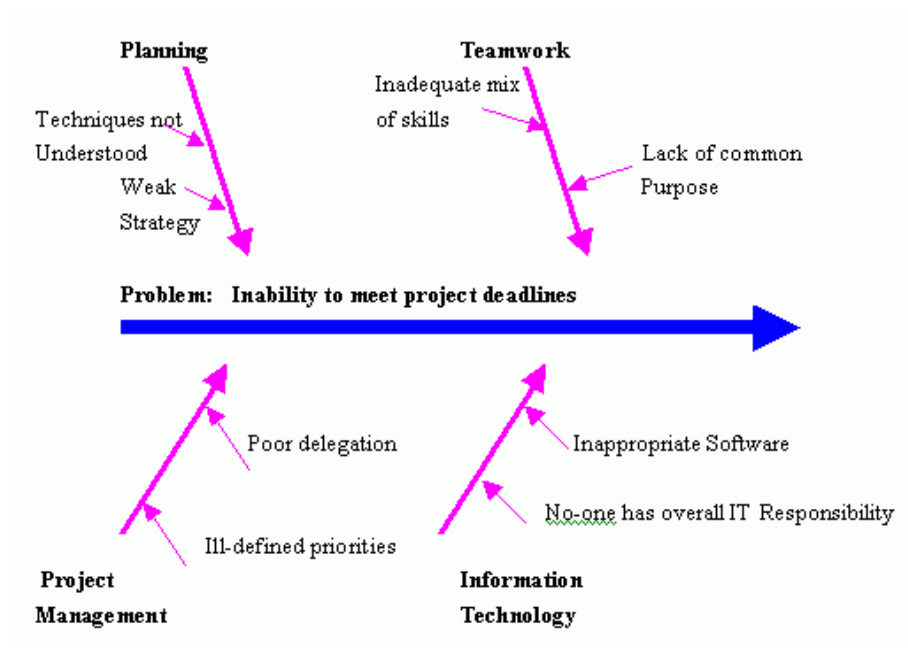 Planning
Teamwork
Techniques not
Understood
Weak
Strategy
Inadequate mix
of skills
Lack of common
Purpose
Problem: Inability to meet project deadlines
Poor delegation
Ill-defined priorities
Inappropriate Software
No-one has overall IT Responsibility
Project
Management
Information
Technology